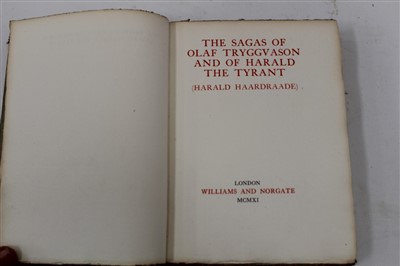 THE SAGAS OF
OLAF TRYGGVASON
AND OF HARALD
THE TYRANT
(HARALD HAARDRAADE)
LONDON
WILLIAMS AND NORGATE
MCMXI